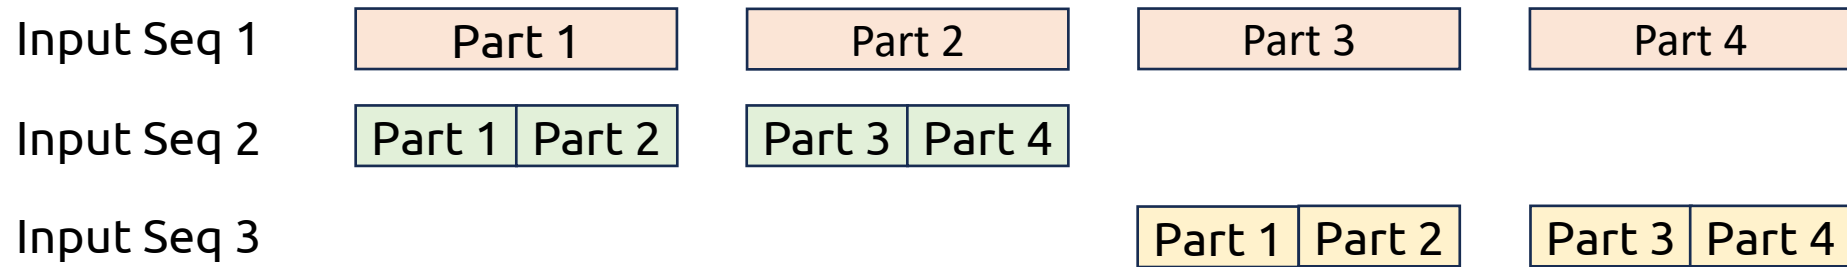 Input Seq 1 Part 1 Part 2 Part 3 Part 4
Input Seq 2 Part 1 Part 2 Part 3 Part 4
Input Seq 3 Part 1 Part 2 Part 3 Part 4